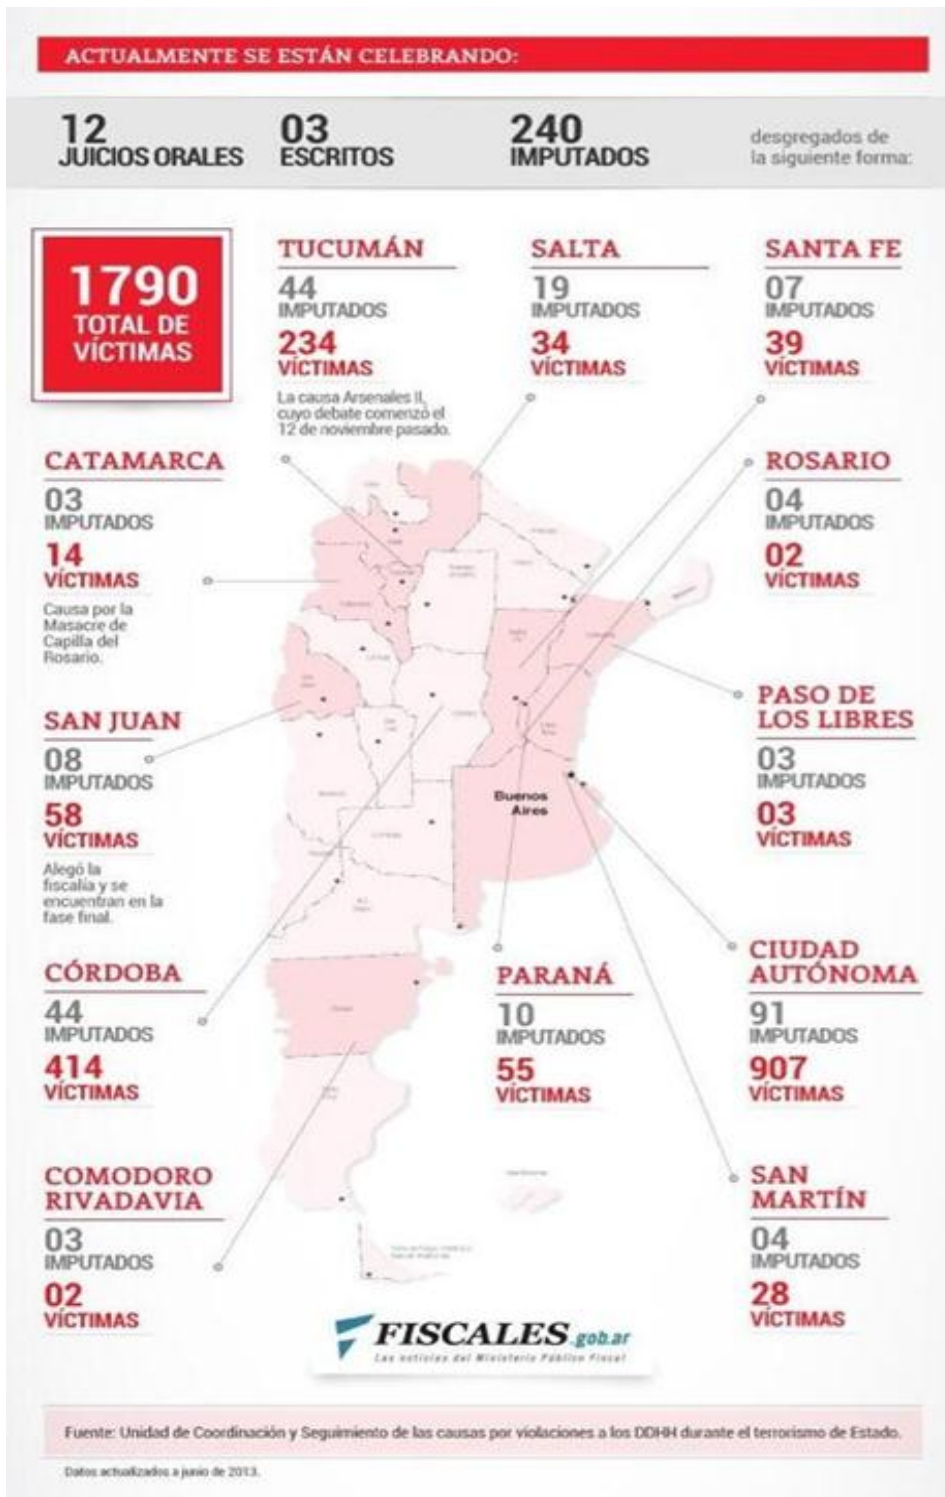 ACTUALMENTE SE ESTÁN CELEBRANDO:
12
JUICIOS ORALES
03
ESCRITOS
240
IMPUTADOS
desgregados de
la siguiente forma:
1790
TOTAL DE
VÍCTIMAS
TUCUMÁN
44
IMPUTADOS
234
VÍCTIMAS
La causa Arsenales II,
cuyo debate comenzó el
12 de noviembre pasado.
SALTA
19
IMPUTADOS
34
VÍCTIMAS
SANTA FE
07
IMPUTADOS
39
VÍCTIMAS
CATAMARCA
03
IMPUTADOS
14
VÍCTIMAS
Causa por la
Masacre de
Capilla del
Rosario.
ROSARIO
04
IMPUTADOS
02
VÍCTIMAS
SAN JUAN
08
IMPUTADOS
58
VÍCTIMAS
Alegó la
fiscalía y se
encuentran en la
fase final.
PASO DE
LOS LIBRES
03
IMPUTADOS
03
VÍCTIMAS
Buenos
Aires
CÓRDOBA
44
IMPUTADOS
414
VÍCTIMAS
PARANÁ
10
IMPUTADOS
55
VÍCTIMAS
CIUDAD
AUTÓNOMA
91
IMPUTADOS
907
VÍCTIMAS
COMODORO
RIVADAVIA
03
IMPUTADOS
02
VÍCTIMAS
SAN
MARTÍN
04
IMPUTADOS
28
VÍCTIMAS
FISCALES.gob.ar
Las noticias del Ministerio Público Fiscal
Fuente: Unidad de Coordinación y Seguimiento de las causas por violaciones a los DDHH durante el terrorismo de Estado.
Datos actualizados a junio de 2013.